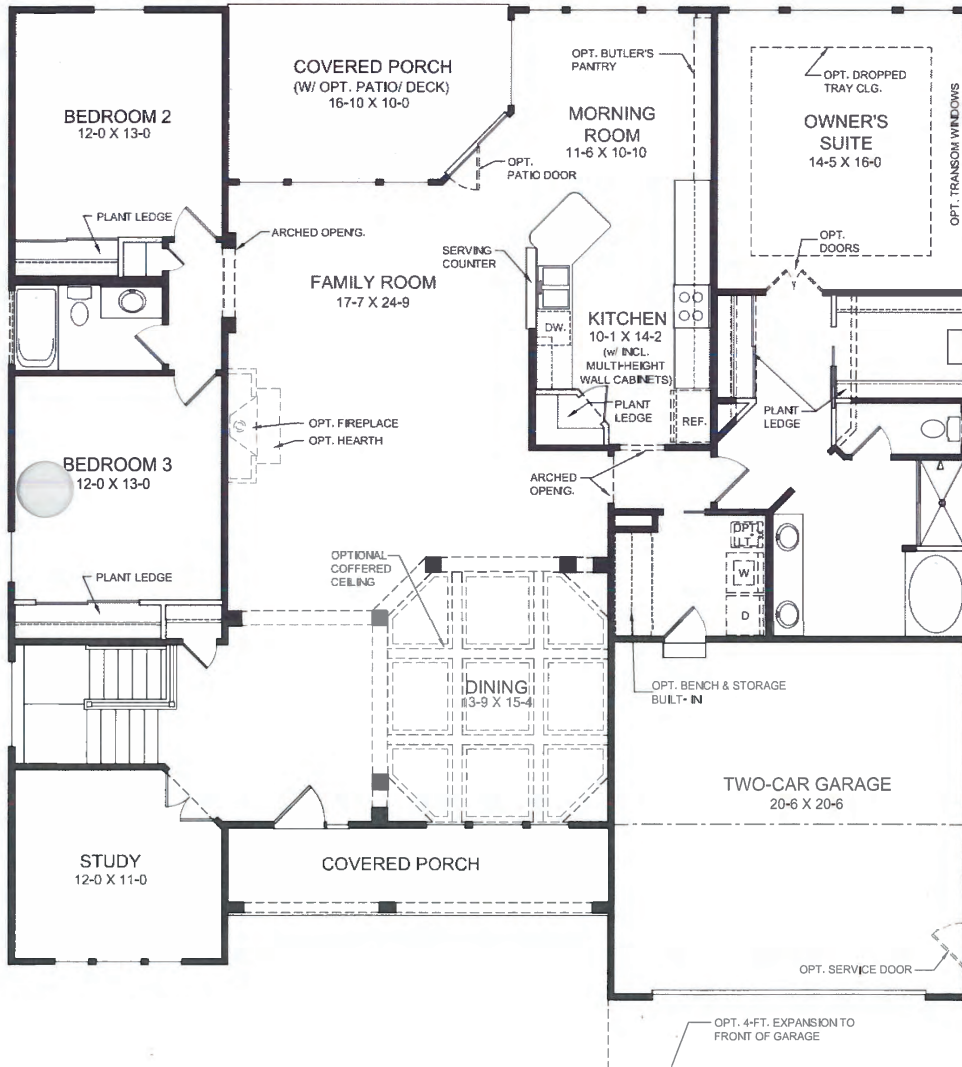 COVERED PORCH
(W/ OPT. PATIO/ DECK)
16-10 X 10-0
OPT. BUTLER'S
PANTRY
OPT. DROPPED
TRAY CLG.
OPT. TRANSOM WINDOWS
BEDROOM 2
12-0 X 13-0
MORNING
ROOM
11-6 X 10-10
OWNER'S
SUITE
14-5 X 16-0
OPT.
PATIO DOOR
PLANT LEDGE
ARCHED OPEN'G.
SERVING
COUNTER
OPT.
DOORS
FAMILY ROOM
17-7 X 24-9
DW.
KITCHEN
10-1 X 14-2
(w/ INCL.
MULTI-HEIGHT
WALL CABINETS)
PLANT
LEDGE
REF.
PLANT
LEDGE
OPT. FIREPLACE
OPT. HEARTH
BEDROOM 3
12-0 X 13-0
ARCHED
OPEN'G.
OPT.
L.T.
W
D
OPTIONAL
COFFERED
CEILING
PLANT LEDGE
DINING
13-9 X 15-4
OPT. BENCH & STORAGE
BUILT- IN
TWO-CAR GARAGE
20-6 X 20-6
STUDY
12-0 X 11-0
COVERED PORCH
OPT. SERVICE DOOR
OPT. 4-FT. EXPANSION TO
FRONT OF GARAGE